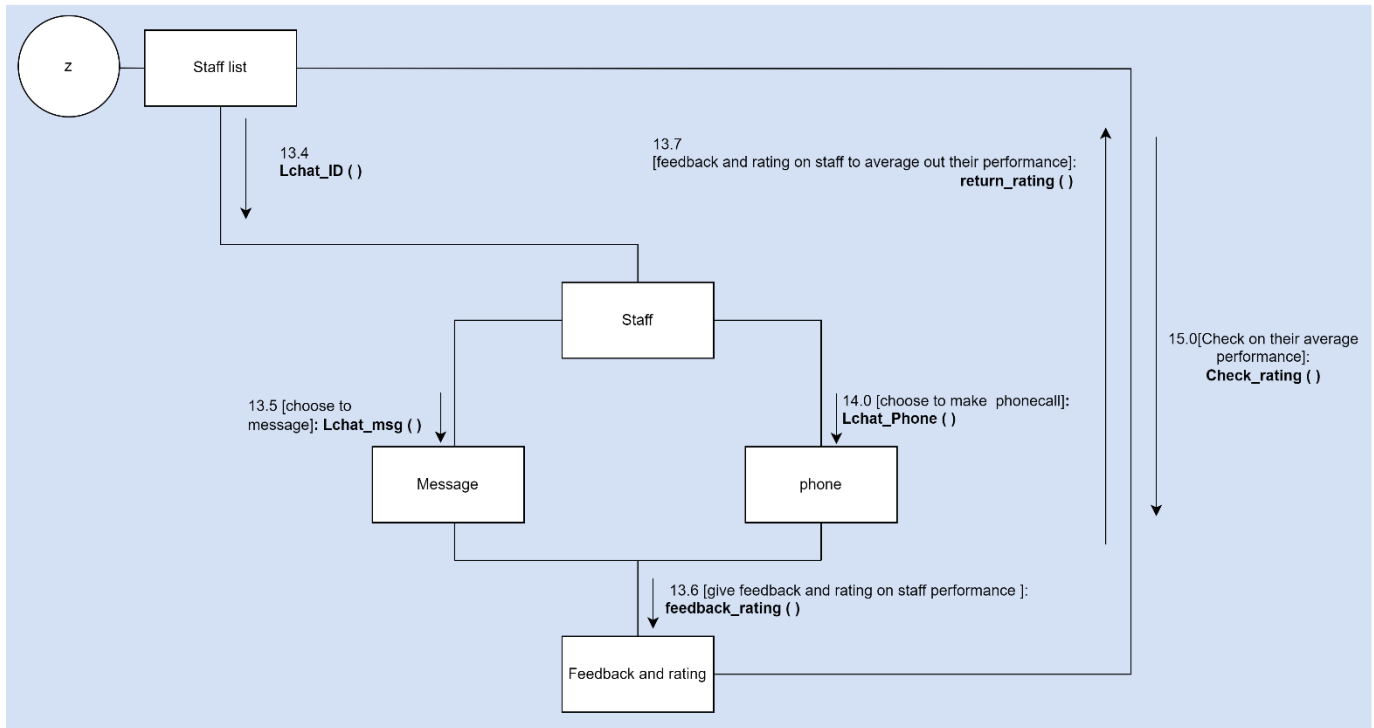 z
Staff list
13.4
Lchat_ID ( )
13.7
[feedback and rating on staff to average out their performance]:
return_rating ( )
Staff
15.0[Check on their average
performance]:
Check_rating ( )
13.5 [choose to
message]: Lchat_msg ( )
14.0 [choose to make phonecall]:
Lchat_Phone ( )
Message
phone
13.6 [give feedback and rating on staff performance ]:
feedback_rating ( )
Feedback and rating